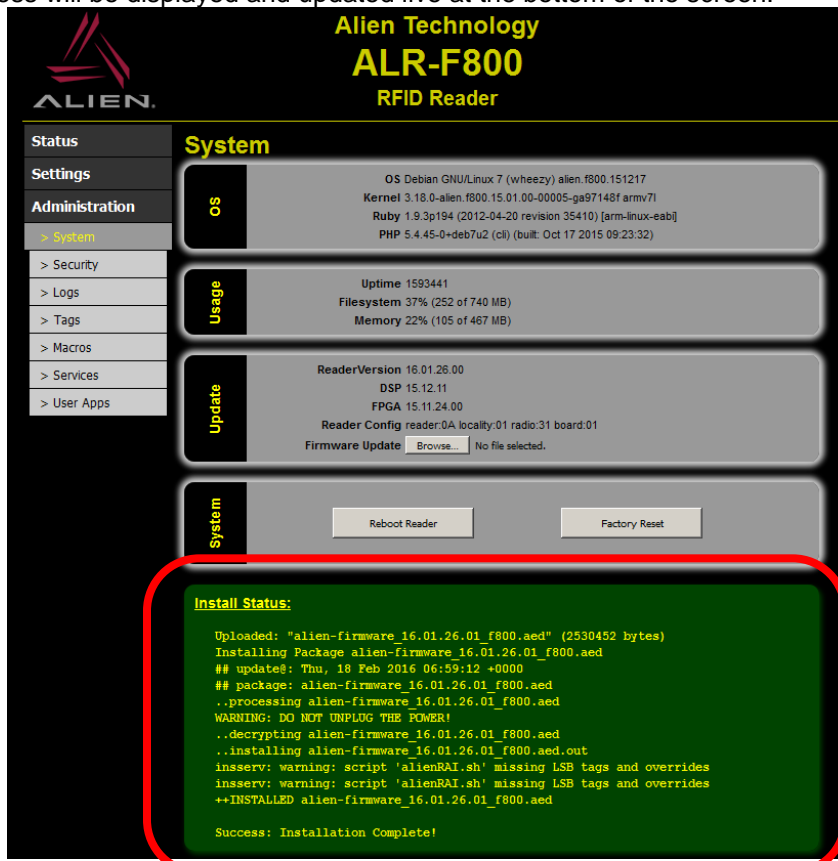 ess will be displayed and updated live at the bottom of the screen.
Alien Technology
ALR-F800
RFID Reader
ALIEN.
Status
Settings
Administration
> System
> Security
> Logs
> Tags
> Macros
> Services
> User Apps
System
OS
OS Debian GNU/Linux 7 (wheezy) alien.f800.151217
Kernel 3.18.0-alien.f800.15.01.00-00005-ga97148f armv7l
Ruby 1.9.3p194 (2012-04-20 revision 35410) [arm-linux-eabi]
PHP 5.4.45-0+deb7u2 (cli) (built: Oct 17 2015 09:23:32)
Usage
Uptime 1593441
Filesystem 37% (252 of 740 MB)
Memory 22% (105 of 467 MB)
Update
ReaderVersion 16.01.26.00
DSP 15.12.11
FPGA 15.11.24.00
Reader Config reader:0A locality:01 radio:31 board:01
Firmware Update Browse... No file selected.
System
Reboot Reader Factory Reset
Install Status:
Uploaded: "alien-firmware_16.01.26.01_f800.aed" (2530452 bytes)
Installing Package alien-firmware_16.01.26.01_f800.aed
## update@: Thu, 18 Feb 2016 06:59:12 +0000
## package: alien-firmware_16.01.26.01_f800.aed
..processing alien-firmware_16.01.26.01_f800.aed
WARNING: DO NOT UNPLUG THE POWER!
..decrypting alien-firmware_16.01.26.01_f800.aed
..installing alien-firmware_16.01.26.01_f800.aed.out
insserv: warning: script 'alienRAI.sh' missing LSB tags and overrides
insserv: warning: script 'alienRAI.sh' missing LSB tags and overrides
++INSTALLED alien-firmware_16.01.26.01_f800.aed
Success: Installation Complete!